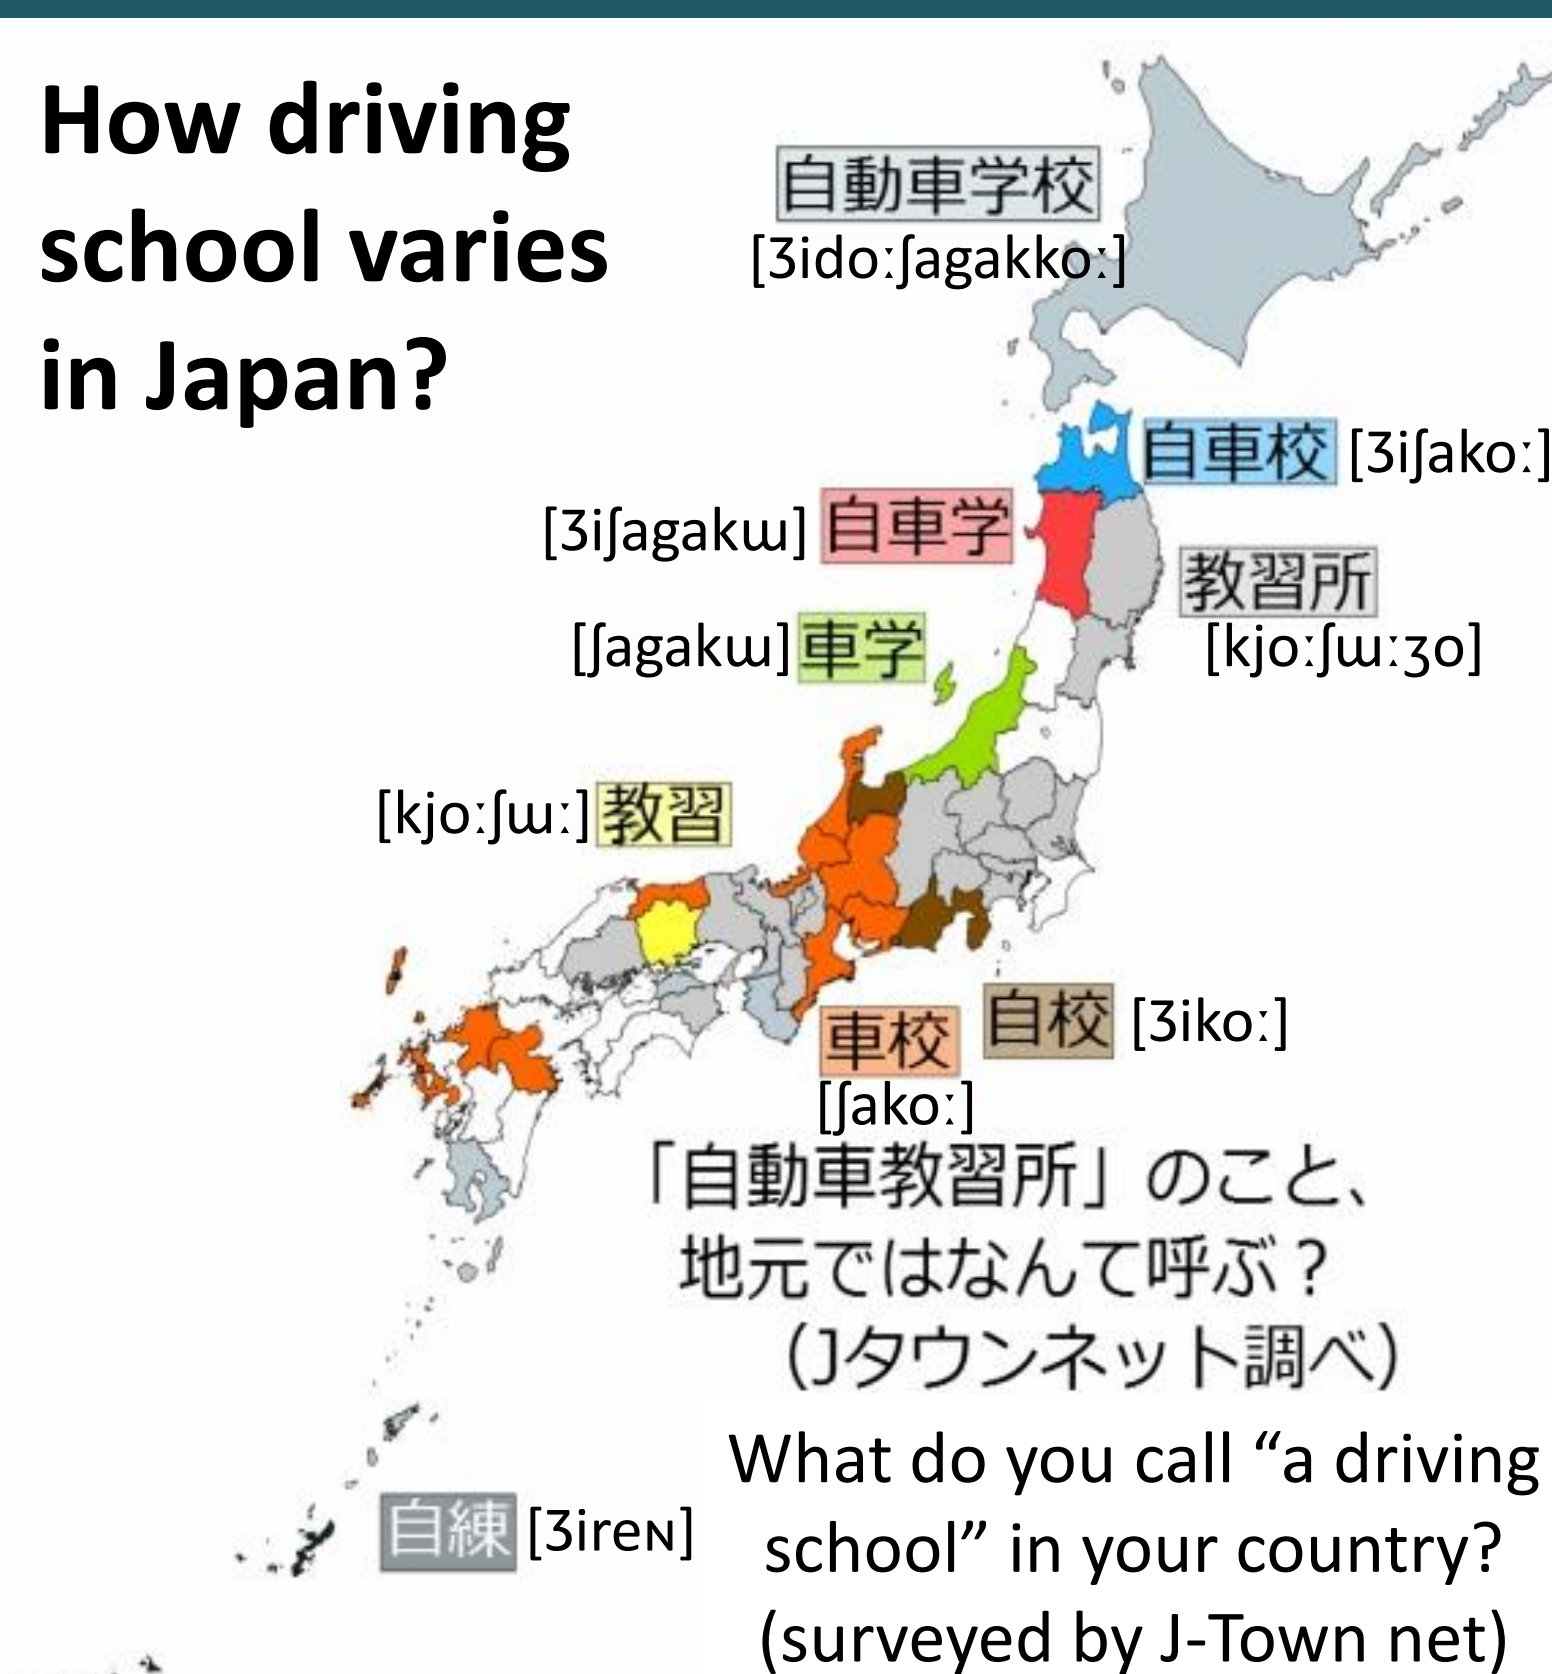 How driving
school varies
in Japan?
自動車学校
[ʒidoːʃagakkoː]
自車校 [ʒiʃakoː]
[ʒiʃagakɯ] 自車学
教習所
[kjoːʃɯːʒo]
[ʃagakɯ] 車学
[kjoːʃɯː] 教習
自校 [ʒikoː]
車校
[ʃakoː]
「自動車教習所」のこと、
地元ではなんて呼ぶ？
（Jタウンネット調べ）
What do you call “a driving
school” in your country?
(surveyed by J-Town net)
自練 [ʒireɴ]